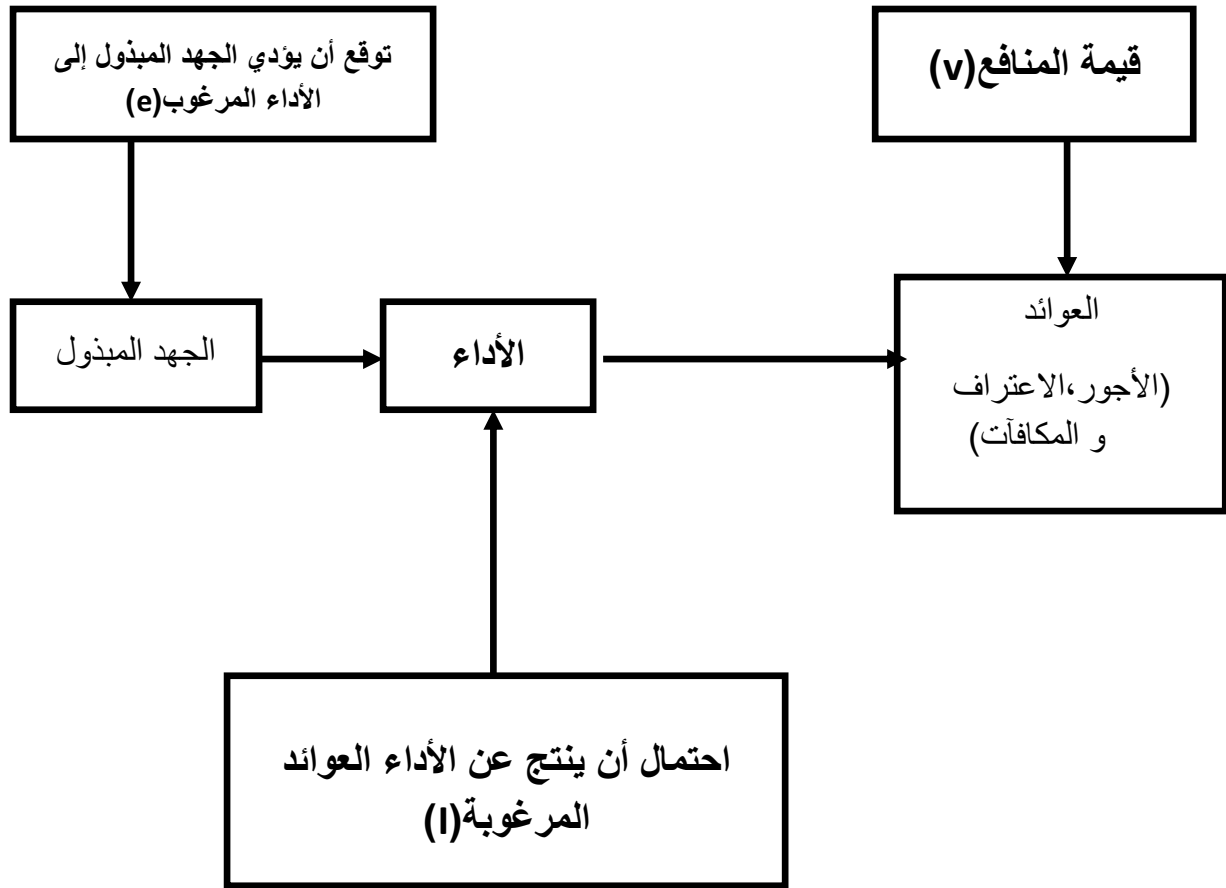 توقع أن يؤدي الجهد المبذول إلى
الأداء المرغوب(e)
قيمة المنافع(v)
الجهد المبذول
الأداء
العوائد
(الأجور،الاعتراف
و المكافآت)
احتمال أن ينتج عن الأداء العوائد
المرغوبة(I)